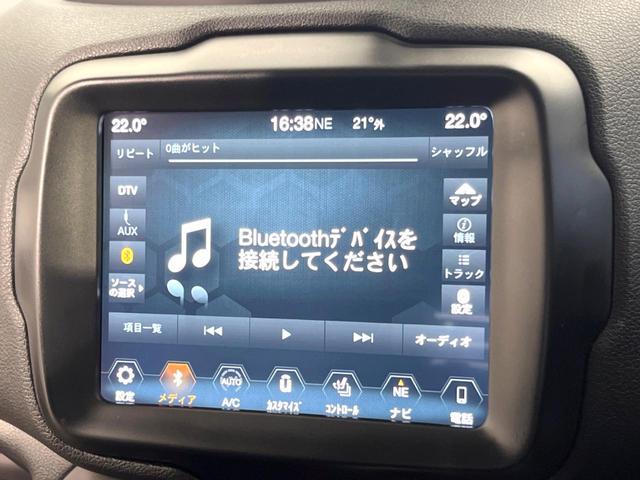 22.0°
16:38NE 21°外
22.0°
リピート
0曲がヒット
シャッフル
DTV
マップ
AUX
情報
Bluetoothﾃﾞﾊﾞｲｽを
接続してください
トラック
ソース
の選択
設定
項目一覧
オーディオ
設定
メディア
AUTO
A/C
ｶｽﾀﾏｲｽﾞ
ｺﾝﾄﾛｰﾙ
NE
ナビ
電話